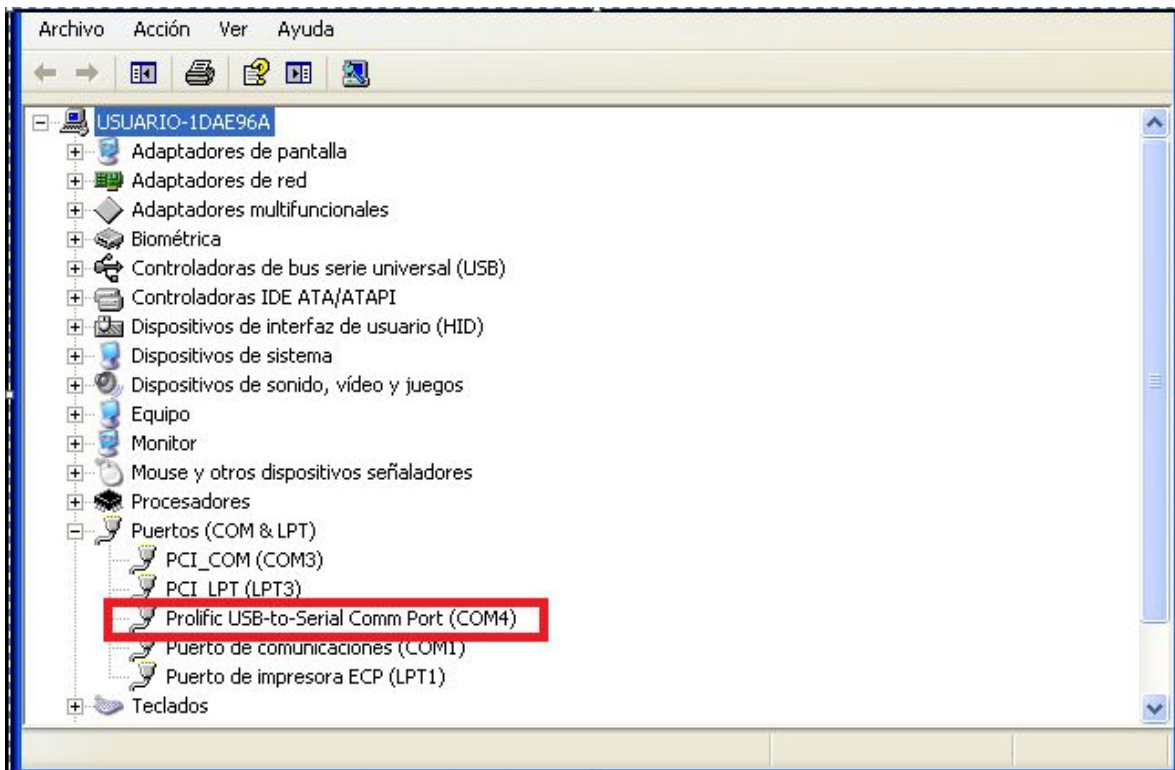 Archivo Acción Ver Ayuda
USUARIO-1DAE96A
Adaptadores de pantalla
Adaptadores de red
Adaptadores multifuncionales
Biométrica
Controladoras de bus serie universal (USB)
Controladoras IDE ATA/ATAPI
Dispositivos de interfaz de usuario (HID)
Dispositivos de sistema
Dispositivos de sonido, vídeo y juegos
Equipo
Monitor
Mouse y otros dispositivos señaladores
Procesadores
Puertos (COM & LPT)
PCI_COM (COM3)
PCI_LPT (LPT3)
Prolific USB-to-Serial Comm Port (COM4)
Puerto de comunicaciones (COM1)
Puerto de impresora ECP (LPT1)
Teclados